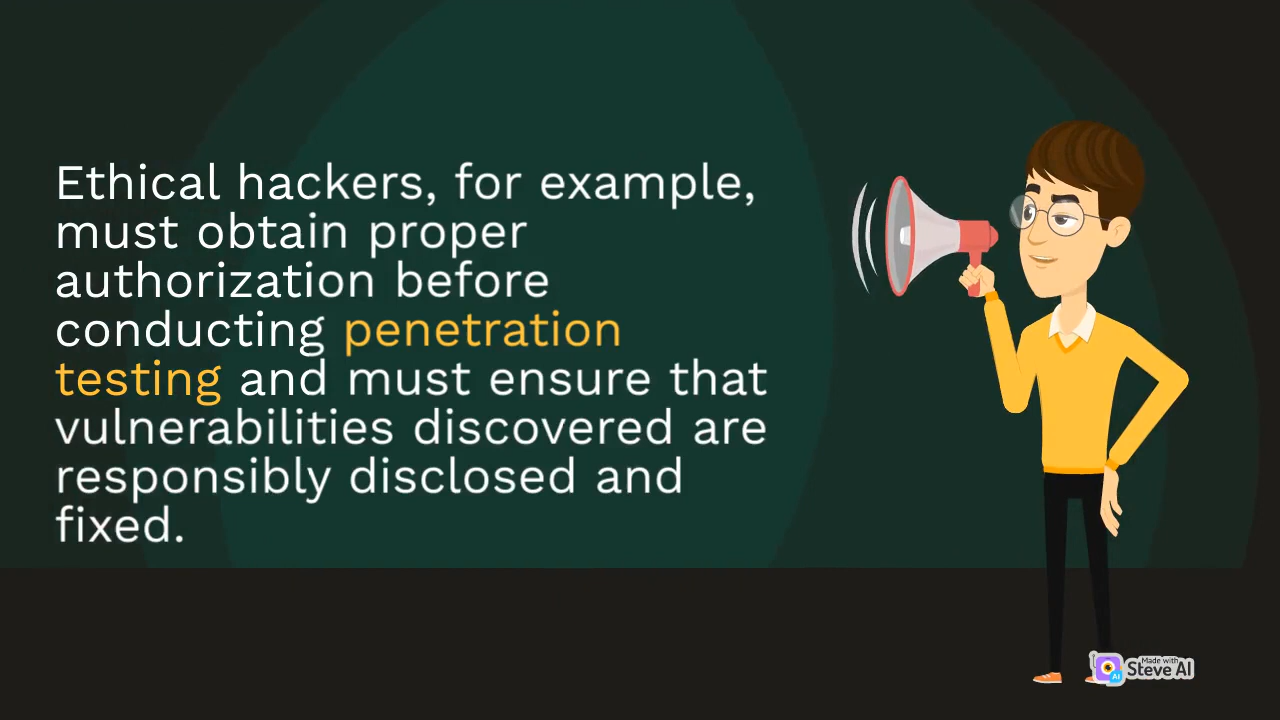 Ethical hackers, for example,
must obtain proper
authorization before
conducting penetration
testing and must ensure that
vulnerabilities discovered are
responsibly disclosed and
fixed.
Made with
Steve AI
AI